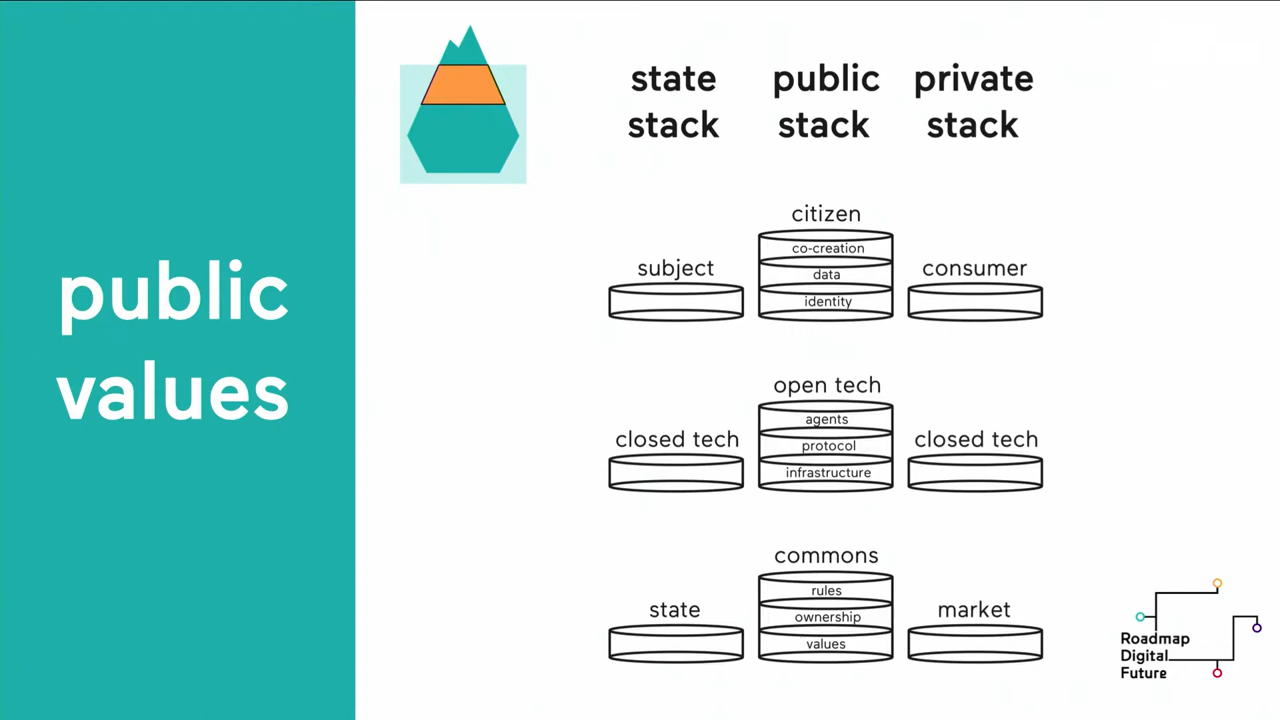 public
values
state
stack
public
stack
private
stack
citizen
co-creation
data
identity
subject
consumer
open tech
agents
protocol
infrastructure
closed tech
closed tech
commons
rules
ownership
values
state
market
Roadmap
Digital
Future